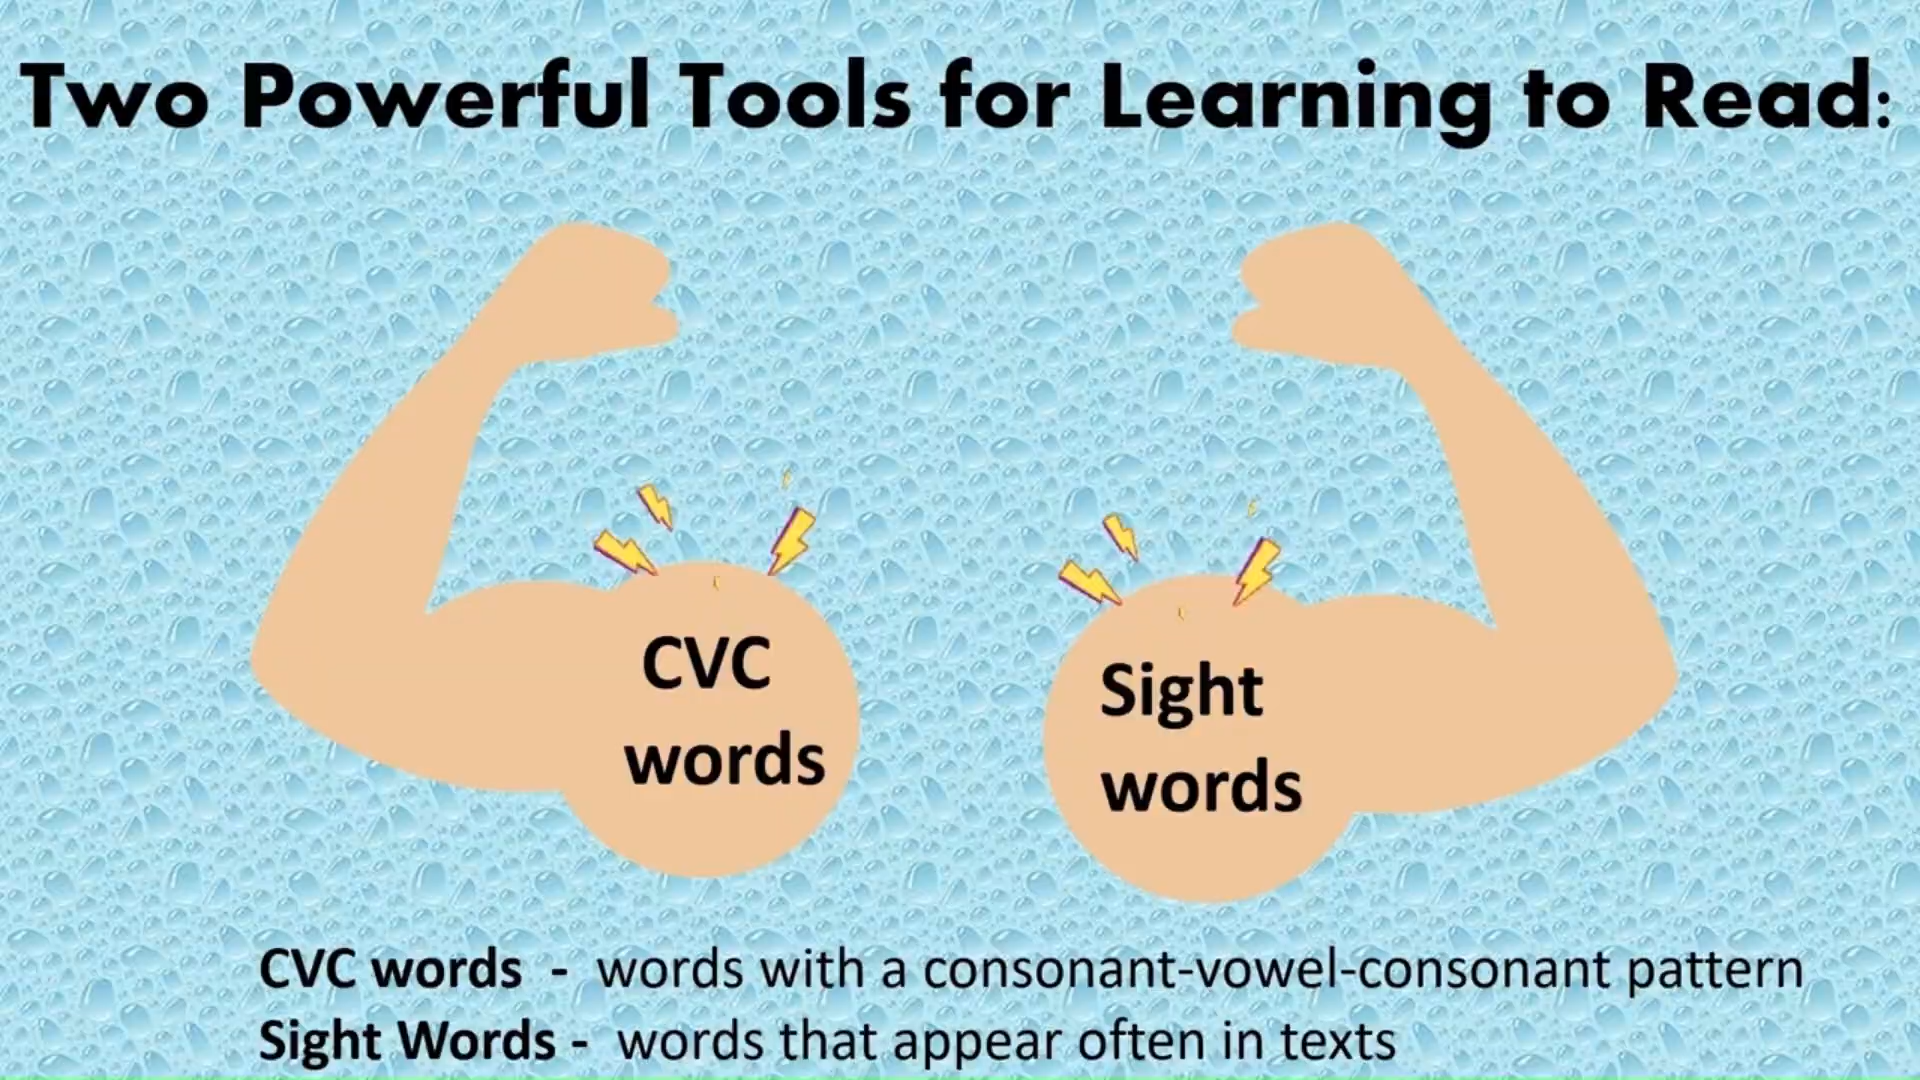 Two Powerful Tools for Learning to Read:
CVC
words
Sight
words
CVC words - words with a consonant-vowel-consonant pattern
Sight Words - words that appear often in texts